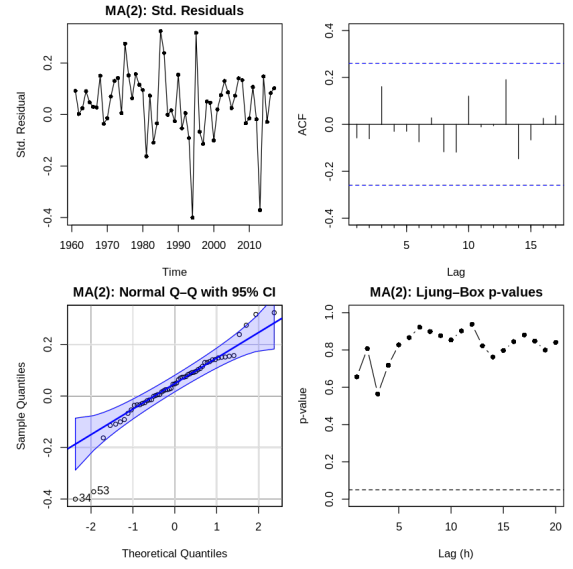 MA(2): Std. Residuals
Std. Residual
0.2
0.0
-0.2
-0.4
1960 1970 1980 1990 2000 2010
Time
ACF
0.4
0.2
0.0
-0.2
-0.4
5 10 15
Lag
MA(2): Normal Q–Q with 95% CI
Sample Quantiles
0.2
0.0
-0.2
-0.4
34
53
-2 -1 0 1 2
Theoretical Quantiles
MA(2): Ljung–Box p-values
p-value
1.0
0.8
0.6
0.4
0.2
0.0
5 10 15 20
Lag (h)